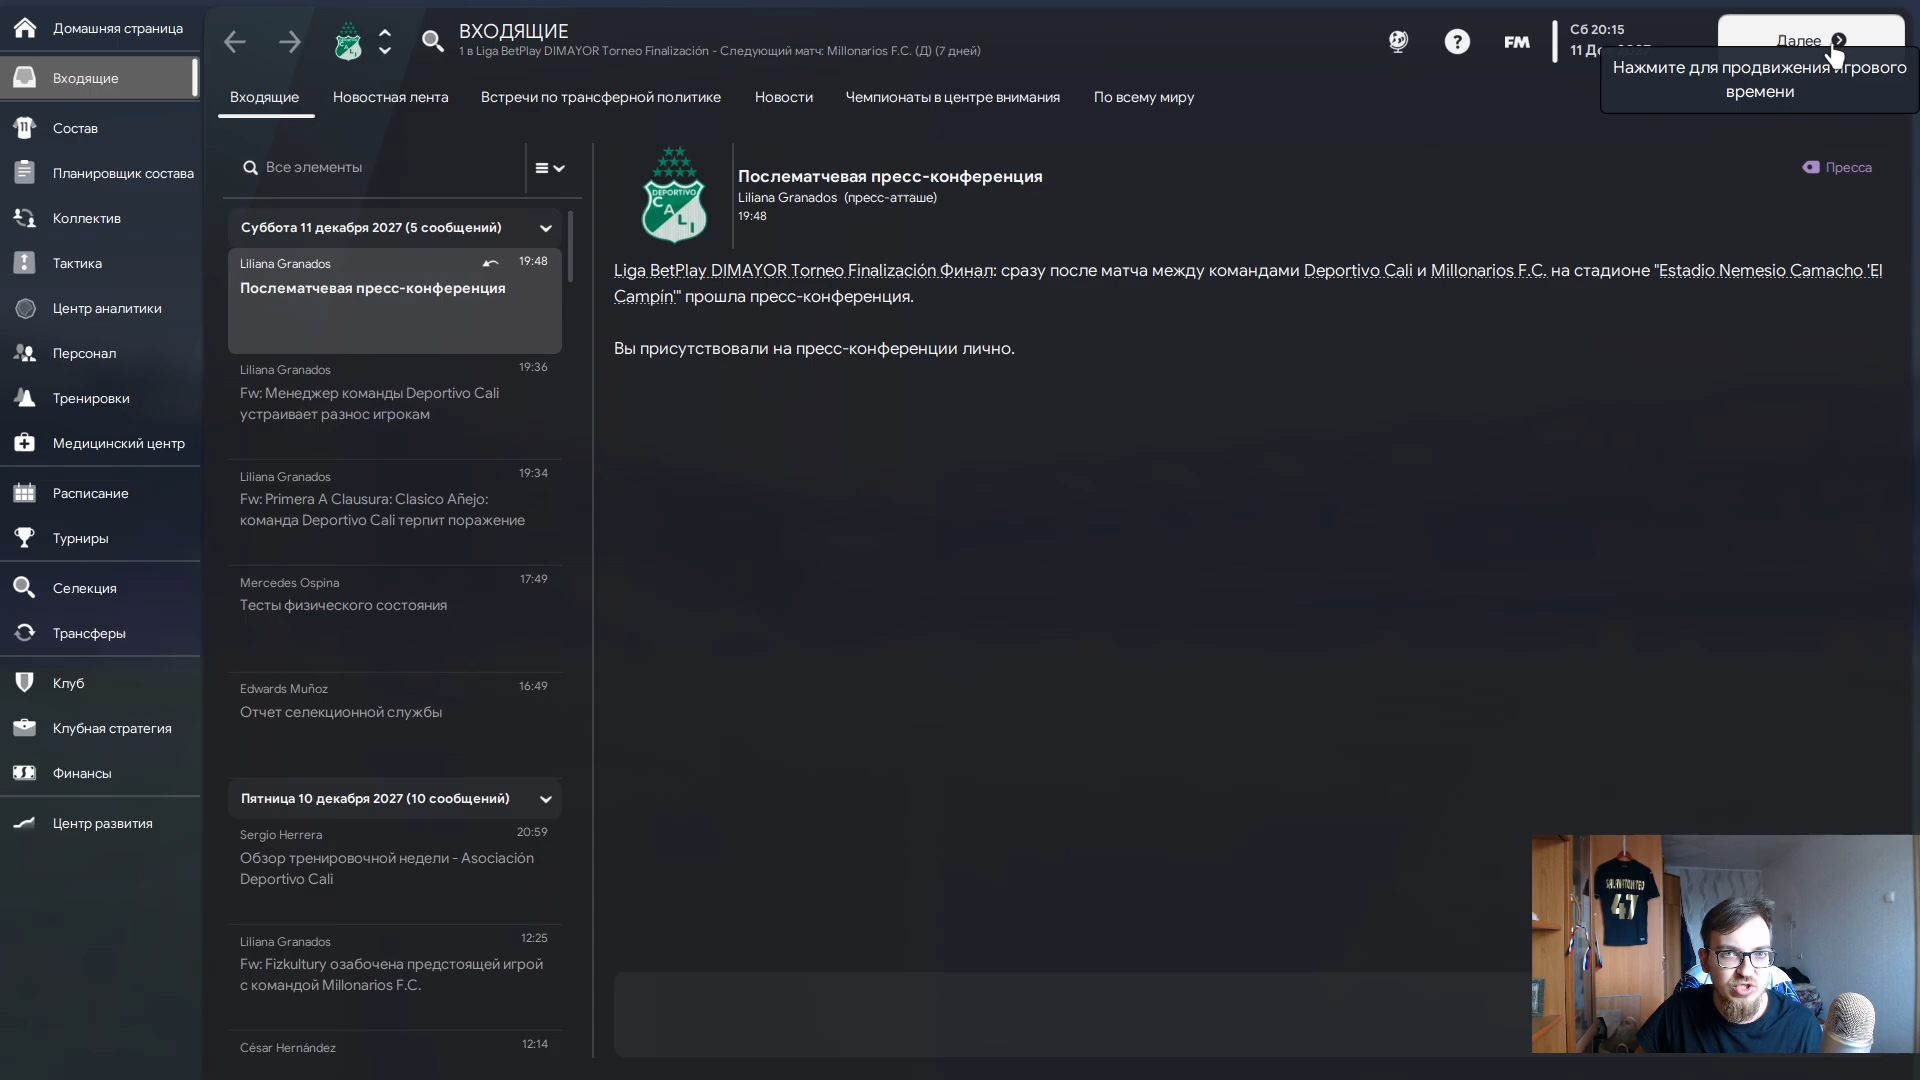 Домашняя страница
Входящие
Состав
Планировщик состава
Коллектив
Тактика
Центр аналитики
Персонал
Тренировки
Медицинский центр
Расписание
Турниры
Селекция
Трансферы
Клуб
Клубная стратегия
Финансы
Центр развития
ВХОДЯЩИЕ
1 в Liga BetPlay DIMAYOR Torneo Finalización - Следующий матч: Millonarios F.C. (Д) (7 дней)
?
FM
Сб 20:15
11
Далее
Нажмите для продвижения игрового
времени
Входящие
Новостная лента
Встречи по трансферной политике
Новости
Чемпионаты в центре внимания
По всему миру
Все элементы
Суббота 11 декабря 2027 (5 сообщений)
Liliana Granados 19:48
Послематчевая пресс-конференция
Liliana Granados 19:36
Fw: Менеджер команды Deportivo Cali
устраивает разнос игрокам
Liliana Granados 19:34
Fw: Primera A Clausura: Clasico Añejo:
команда Deportivo Cali терпит поражение
Mercedes Ospina 17:49
Тесты физического состояния
Edwards Muñoz 16:49
Отчет селекционной службы
Пятница 10 декабря 2027 (10 сообщений)
Sergio Herrera 20:59
Обзор тренировочной недели - Asociación
Deportivo Cali
Liliana Granados 12:25
Fw: Fizkultury озабочена предстоящей игрой
с командой Millonarios F.C.
César Hernández 12:14
DEPORTIVO
CALI
Послематчевая пресс-конференция
Liliana Granados (пресс-атташе)
19:48
Пресса
Liga BetPlay DIMAYOR Torneo Finalización Финал: сразу после матча между командами Deportivo Cali и Millonarios F.C. на стадионе "Estadio Nemesio Camacho 'El
Campín'" прошла пресс-конференция.
Вы присутствовали на пресс-конференции лично.
47